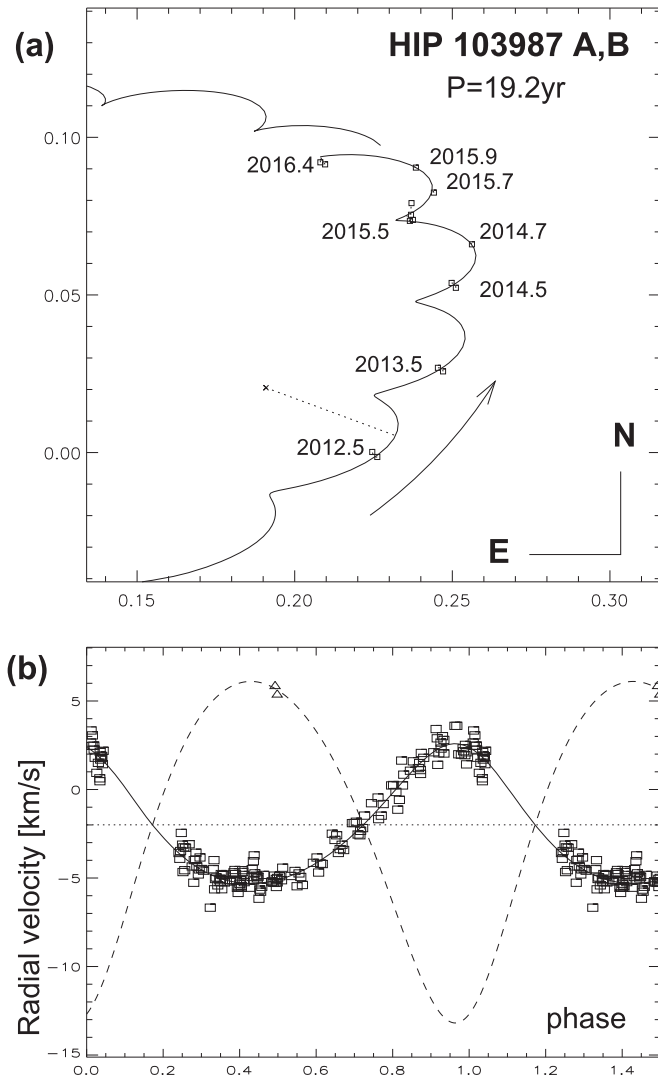 (a)
HIP 103987 A,B
P=19.2yr
0.10
2016.4
2015.9
2015.7
2015.5
2014.7
0.05
2014.5
2013.5
0.00
2012.5
N
E
0.15 0.20 0.25 0.30
(b)
Radial velocity [km/s]
5
0
−5
−10
−15
phase
0.0 0.2 0.4 0.6 0.8 1.0 1.2 1.4